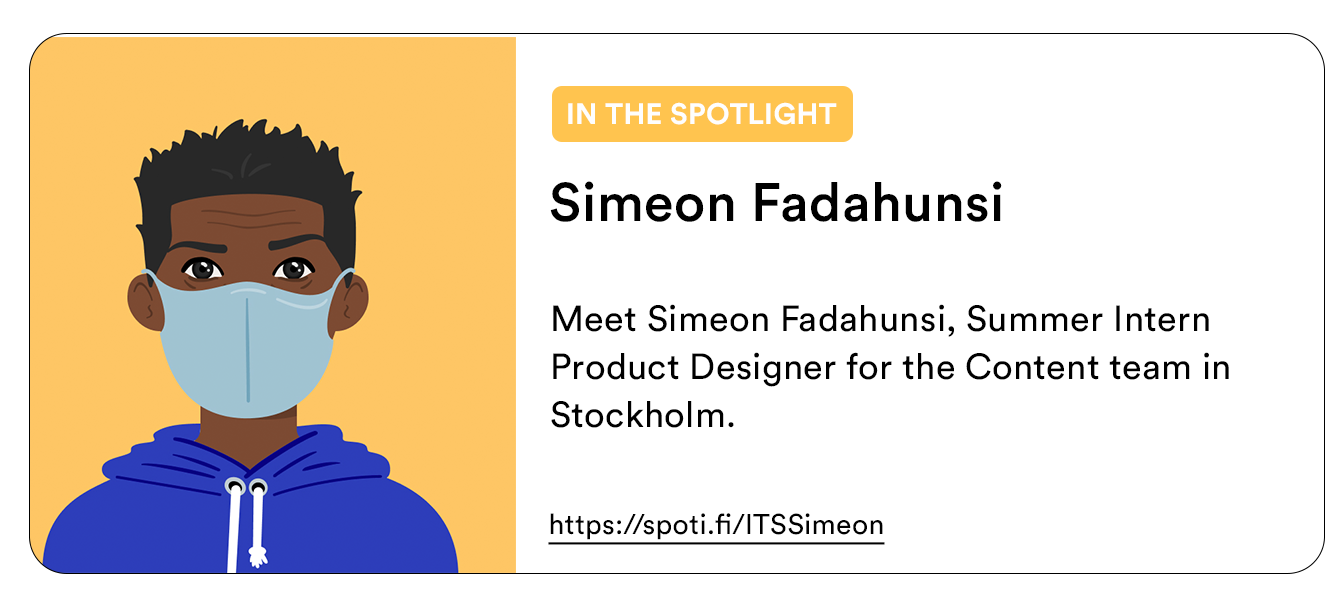 IN THE SPOTLIGHT
Simeon Fadahunsi
Meet Simeon Fadahunsi, Summer Intern
Product Designer for the Content team in
Stockholm.
https://spoti.fi/ITSSimeon